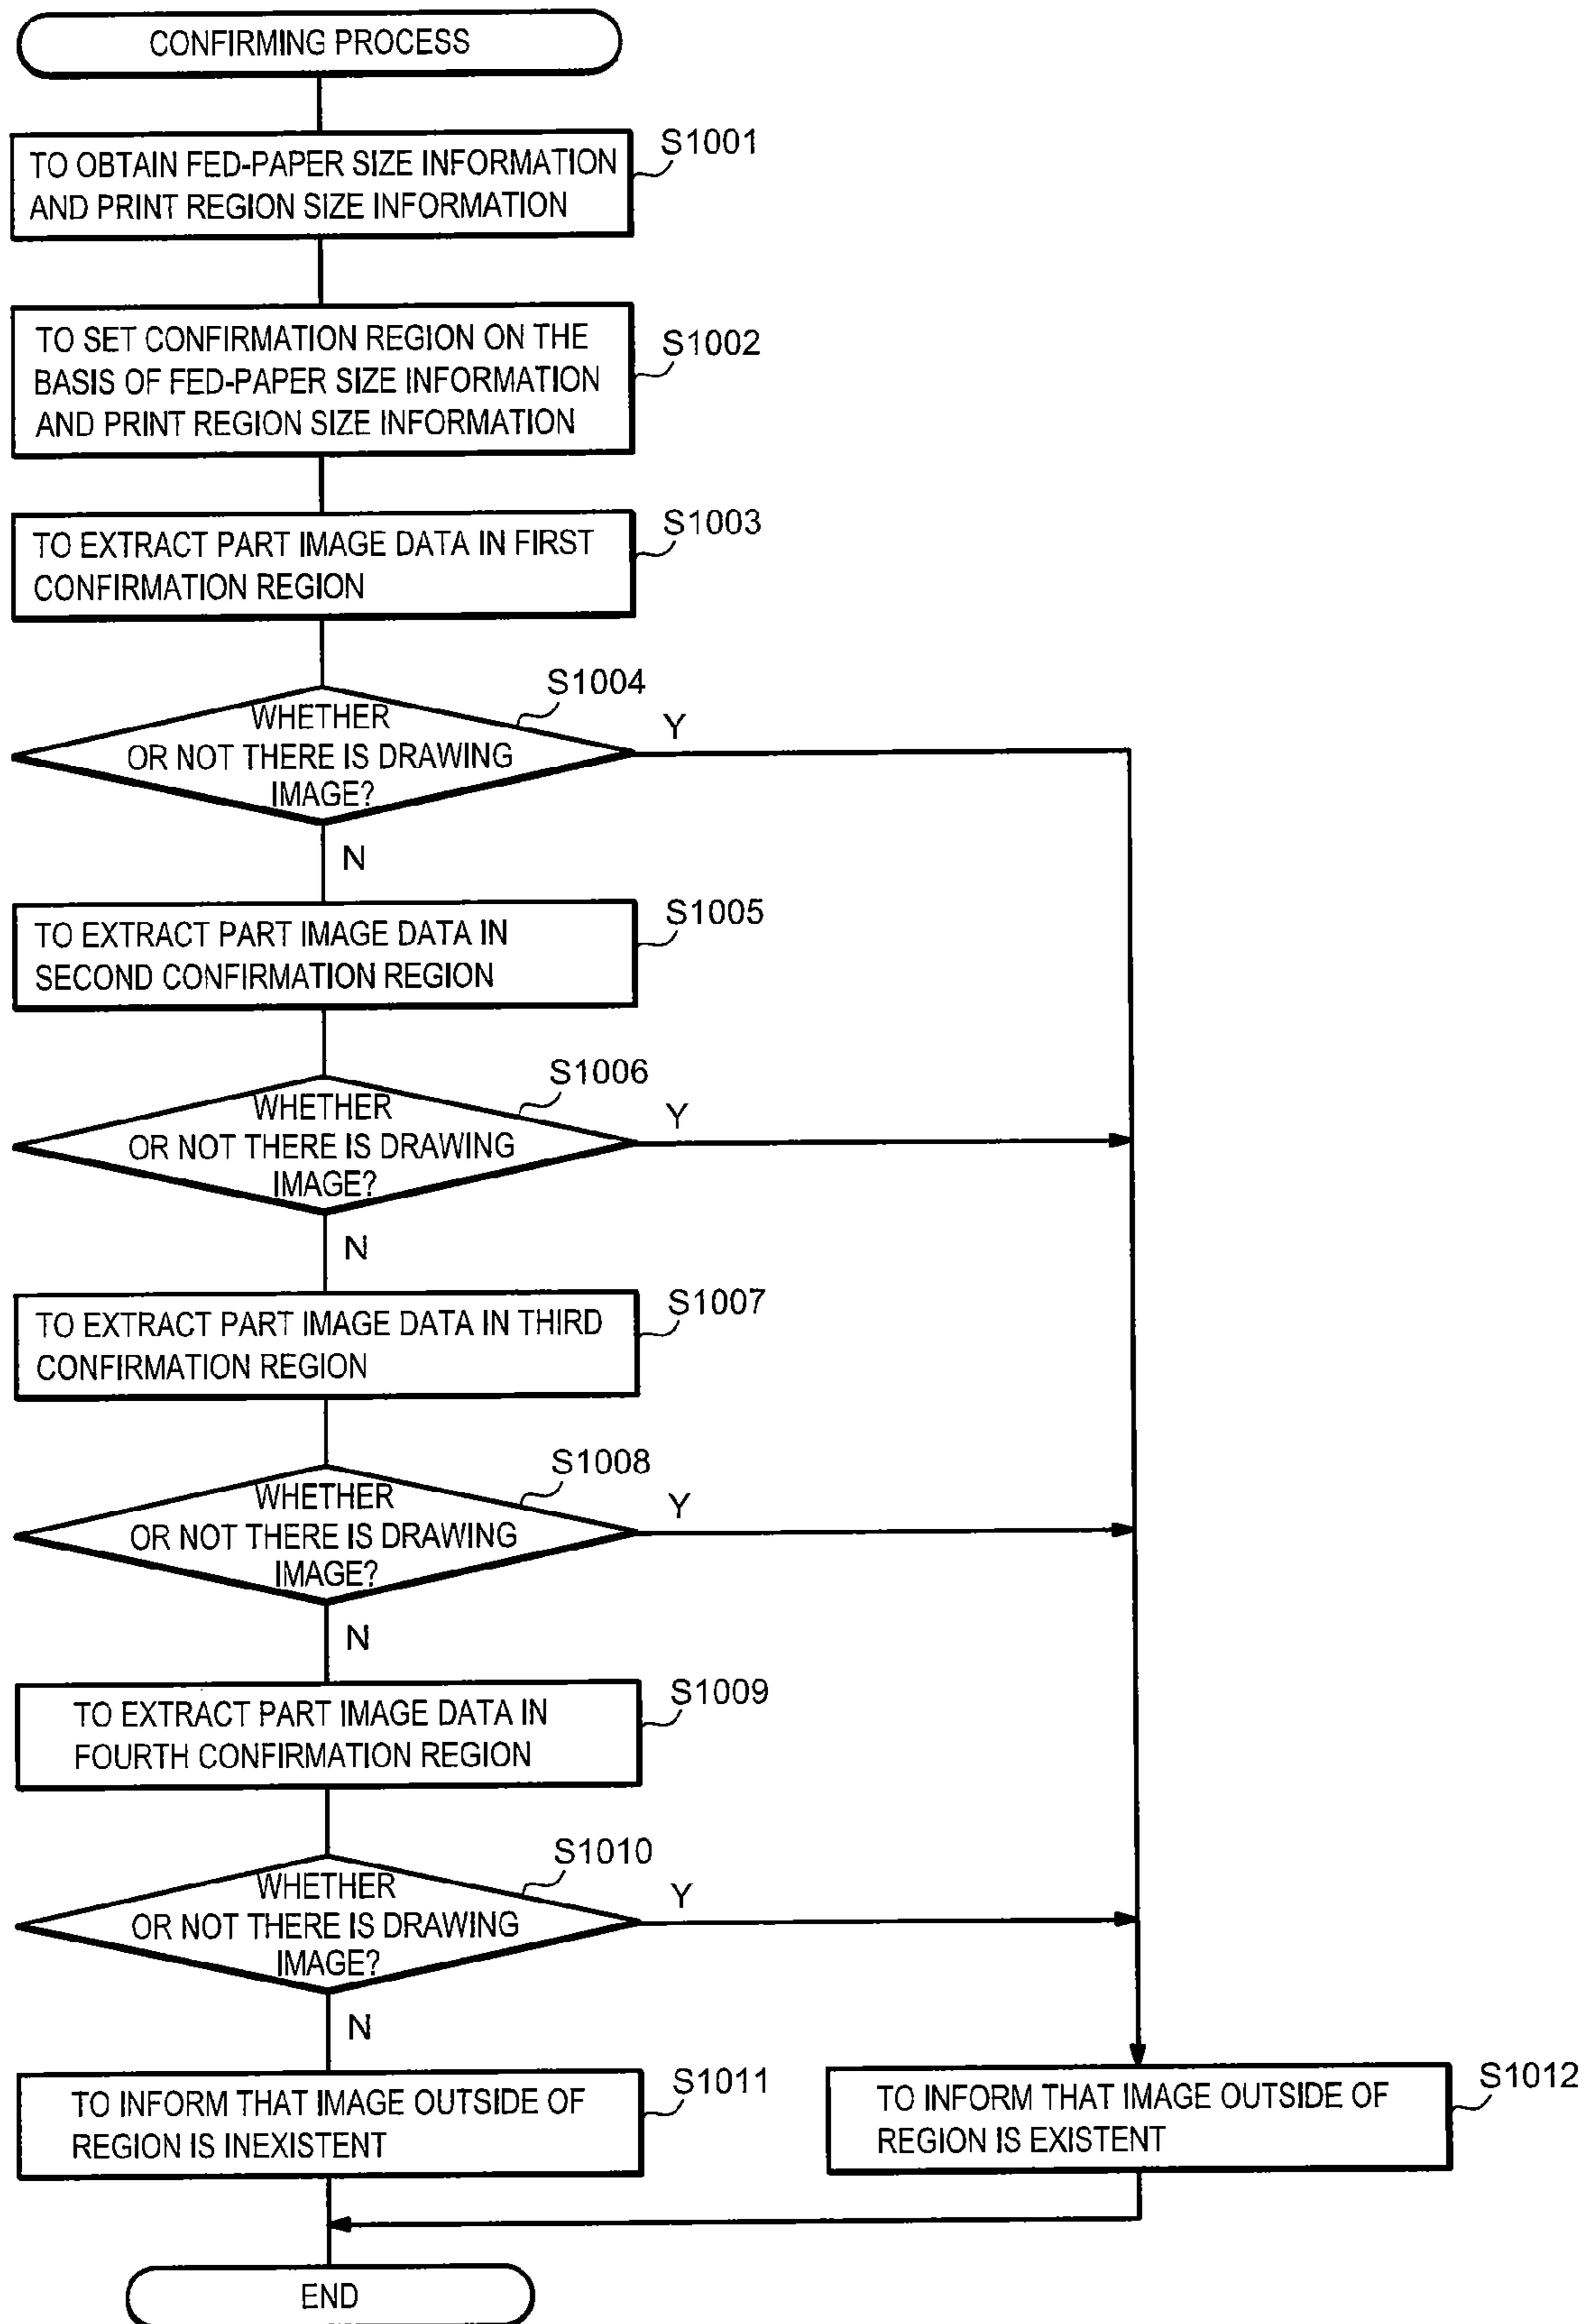 CONFIRMING PROCESS
S1001
TO OBTAIN FED-PAPER SIZE INFORMATION
AND PRINT REGION SIZE INFORMATION
S1002
TO SET CONFIRMATION REGION ON THE
BASIS OF FED-PAPER SIZE INFORMATION
AND PRINT REGION SIZE INFORMATION
S1003
TO EXTRACT PART IMAGE DATA IN FIRST
CONFIRMATION REGION
S1004
WHETHER
OR NOT THERE IS DRAWING
IMAGE?
Y
N
S1005
TO EXTRACT PART IMAGE DATA IN
SECOND CONFIRMATION REGION
S1006
WHETHER
OR NOT THERE IS DRAWING
IMAGE?
Y
N
S1007
TO EXTRACT PART IMAGE DATA IN THIRD
CONFIRMATION REGION
S1008
WHETHER
OR NOT THERE IS DRAWING
IMAGE?
Y
N
S1009
TO EXTRACT PART IMAGE DATA IN
FOURTH CONFIRMATION REGION
S1010
WHETHER
OR NOT THERE IS DRAWING
IMAGE?
Y
N
S1011
TO INFORM THAT IMAGE OUTSIDE OF
REGION IS INEXISTENT
S1012
TO INFORM THAT IMAGE OUTSIDE OF
REGION IS EXISTENT
END